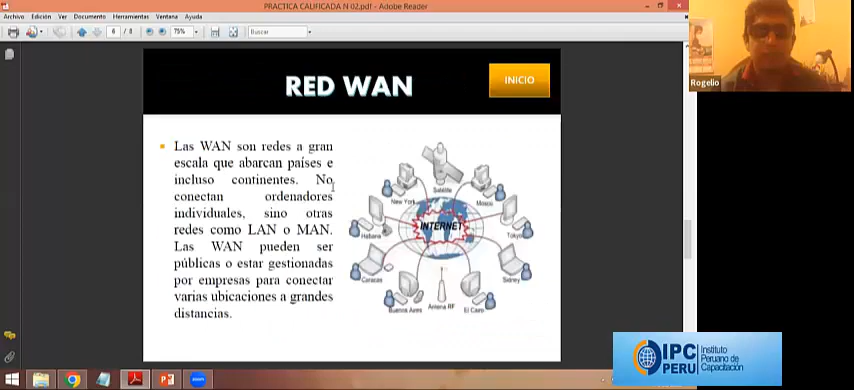 PRACTICA CALIFICADA N 02.pdf - Adobe Reader
Archivo Edición Ver Documento Herramientas Ventana Ayuda
6 / 8
75%
Buscar
Rogelio
RED WAN
INICIO
Las WAN son redes a gran
escala que abarcan países e
incluso continentes. No
conectan ordenadores
individuales, sino otras
redes como LAN o MAN.
Las WAN pueden ser
públicas o estar gestionadas
por empresas para conectar
varias ubicaciones a grandes
distancias.
Satélite
New York
Moscú
INTERNET
Habana
Tokyo
Caracas
Sidney
Buenos Aires
Antena RF
El Cairo
IPC
PERU
Instituto
Peruano de
Capacitación
zoom